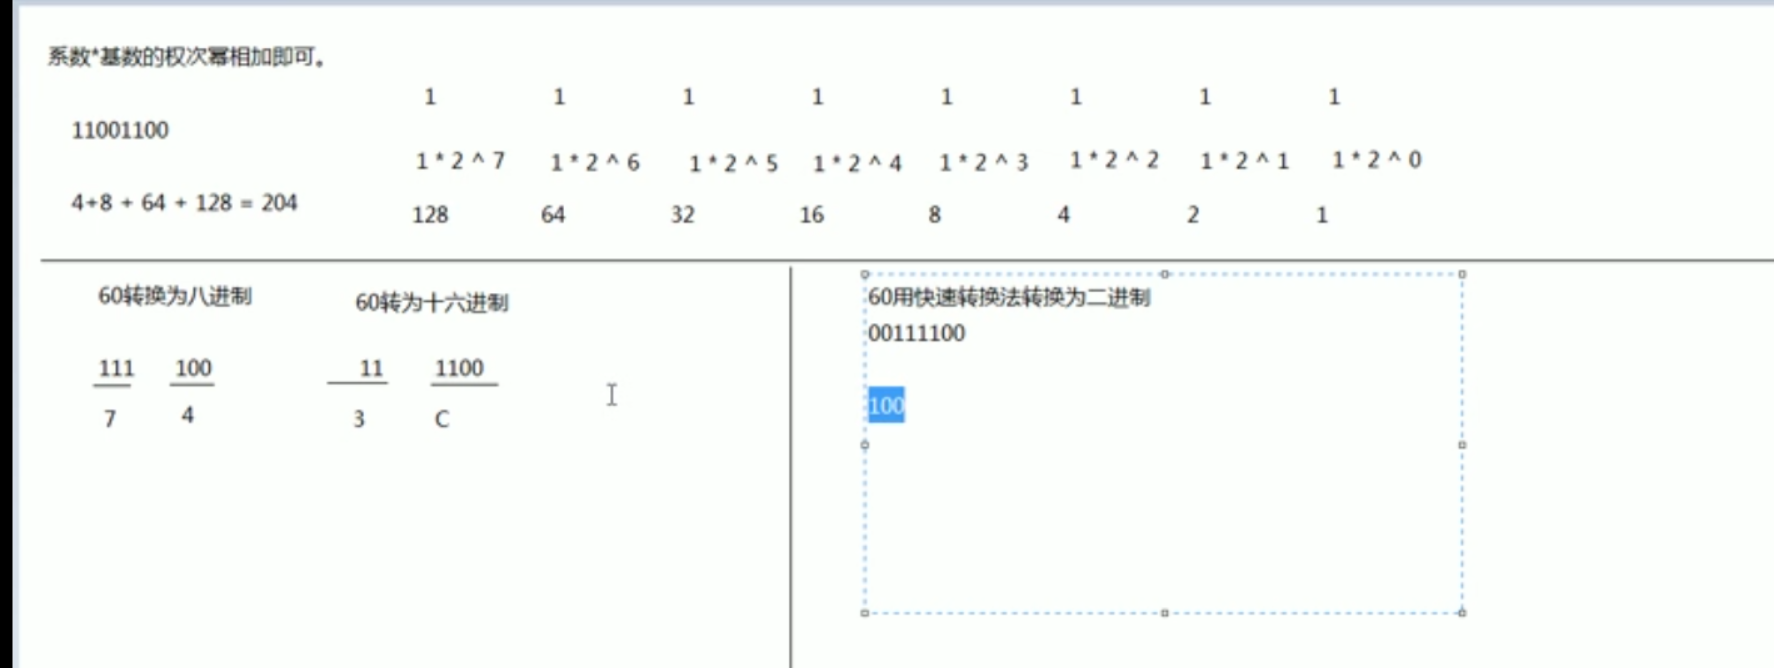 系数*基数的权次幂相加即可。
1 1 1 1 1 1 1 1
11001100
1 * 2 ^ 7 1 * 2 ^ 6 1 * 2 ^ 5 1 * 2 ^ 4 1 * 2 ^ 3 1 * 2 ^ 2 1 * 2 ^ 1 1 * 2 ^ 0
4+8 + 64 + 128 = 204
128 64 32 16 8 4 2 1
60转换为八进制
60转为十六进制
111 100
7 4
11 1100
3 C
60用快速转换法转换为二进制
00111100
100